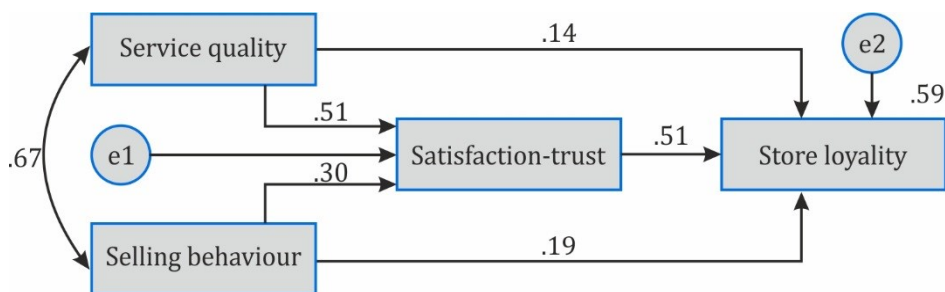 Service quality
.14
e2
.51
.59
e1
Satisfaction-trust
.51
Store loyality
.67
.30
Selling behaviour
.19